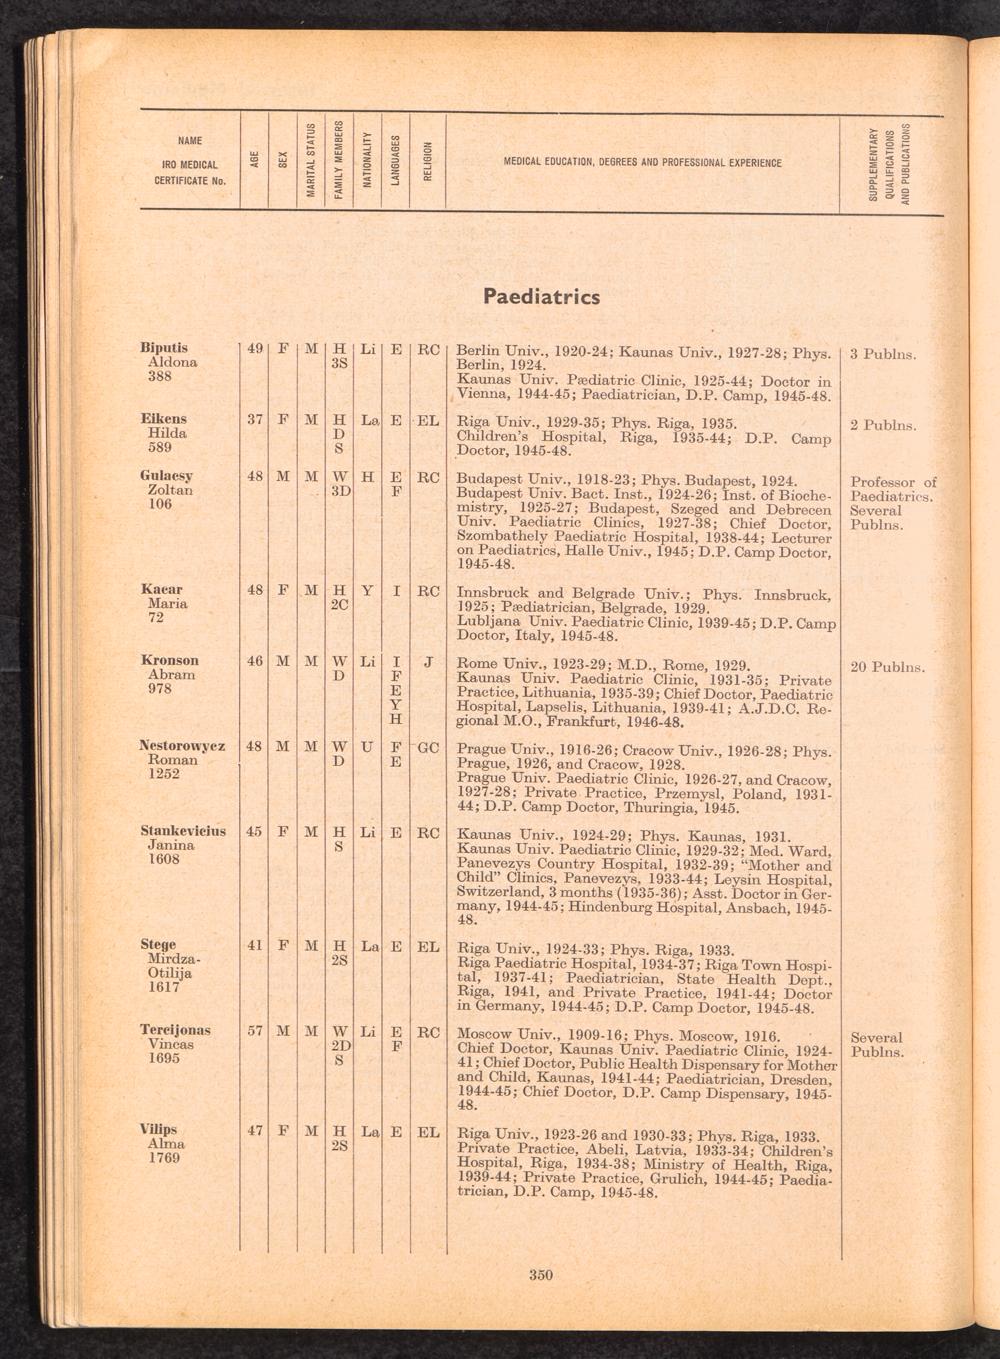 NAME
IRO MEDICAL
CERTIFICATE No.
AGE
SEX
MARITAL STATUS
FAMILY MEMBERS
NATIONALITY
LANGUAGES
RELIGION
MEDICAL EDUCATION, DEGREES AND PROFESSIONAL EXPERIENCE
SUPPLEMENTARY
QUALIFICATIONS
AND PUBLICATIONS
Paediatrics
Biputis 49 F M H Li E RC Berlin Univ., 1920-24; Kaunas Univ., 1927-28; Phys. 3 Publns.
Aldona 3S Berlin, 1924.
388 Kaunas Univ. Pædiatric Clinic, 1925-44; Doctor in
Vienna, 1944-45; Paediatrician, D.P. Camp, 1945-48.
Eikens 37 F M H La E EL Riga Univ., 1929-35; Phys. Riga, 1935. 2 Publns.
Hilda D Children's Hospital, Riga, 1935-44; D.P. Camp
589 S Doctor, 1945-48.
Gulacsy 48 M M W H E RC Budapest Univ., 1918-23; Phys. Budapest, 1924. Professor of
Zoltan 3D F Budapest Univ. Bact. Inst., 1924-26; Inst. of Bioche- Paediatrics.
106 mistry, 1925-27; Budapest, Szeged and Debrecen Several
Univ. Paediatric Clinics, 1927-38; Chief Doctor, Publns.
Szombathely Paediatric Hospital, 1938-44; Lecturer
on Paediatrics, Halle Univ., 1945; D.P. Camp Doctor,
1945-48.
Kacar 48 F M H Y I RC Innsbruck and Belgrade Univ.; Phys. Innsbruck,
Maria 2C 1925; Pædiatrician, Belgrade, 1929.
72 Lubljana Univ. Paediatric Clinic, 1939-45; D.P. Camp
Doctor, Italy, 1945-48.
Kronson 46 M M W Li I J Rome Univ., 1923-29; M.D., Rome, 1929. 20 Publns.
Abram D F Kaunas Univ. Paediatric Clinic, 1931-35; Private
978 E Practice, Lithuania, 1935-39; Chief Doctor, Paediatric
Y Hospital, Lapselis, Lithuania, 1939-41; A.J.D.C. Re-
H gional M.O., Frankfurt, 1946-48.
Nestorowycz 48 M M W U F GC Prague Univ., 1916-26; Cracow Univ., 1926-28; Phys.
Roman D E Prague, 1926, and Cracow, 1928.
1252 Prague Univ. Paediatric Clinic, 1926-27, and Cracow,
1927-28; Private Practice, Przemysl, Poland, 1931-
44; D.P. Camp Doctor, Thuringia, 1945.
Stankevicius 45 F M H Li E RC Kaunas Univ., 1924-29; Phys. Kaunas, 1931.
Janina S Kaunas Univ. Paediatric Clinic, 1929-32; Med. Ward,
1608 Panevezys Country Hospital, 1932-39; “Mother and
Child” Clinics, Panevezys, 1933-44; Leysin Hospital,
Switzerland, 3 months (1935-36); Asst. Doctor in Ger-
many, 1944-45; Hindenburg Hospital, Ansbach, 1945-
48.
Stege 41 F M H La E EL Riga Univ., 1924-33; Phys. Riga, 1933.
Mirdza- 2S Riga Paediatric Hospital, 1934-37; Riga Town Hospi-
Otilija tal, 1937-41; Paediatrician, State Health Dept.,
1617 Riga, 1941, and Private Practice, 1941-44; Doctor
in Germany, 1944-45; D.P. Camp Doctor, 1945-48.
Tercijonas 57 M M W Li E RC Moscow Univ., 1909-16; Phys. Moscow, 1916. Several
Vincas 2D F Chief Doctor, Kaunas Univ. Paediatric Clinic, 1924- Publns.
1695 S 41; Chief Doctor, Public Health Dispensary for Mother
and Child, Kaunas, 1941-44; Paediatrician, Dresden,
1944-45; Chief Doctor, D.P. Camp Dispensary, 1945-
48.
Vilips 47 F M H La E EL Riga Univ., 1923-26 and 1930-33; Phys. Riga, 1933.
Alma 2S Private Practice, Abeli, Latvia, 1933-34; Children's
1769 Hospital, Riga, 1934-38; Ministry of Health, Riga,
1939-44; Private Practice, Grulich, 1944-45; Paedia-
trician, D.P. Camp, 1945-48.
350